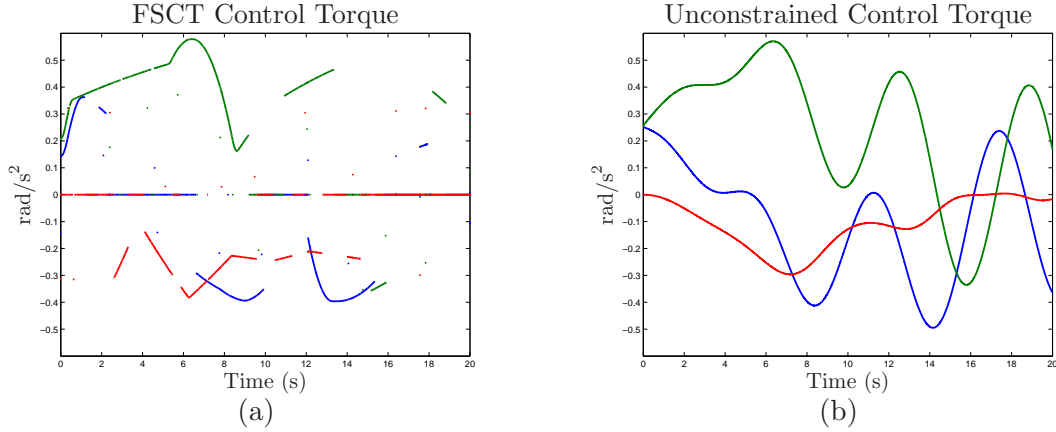 FSCT Control Torque
rad/s²
0.5
0.4
0.3
0.2
0.1
0
−0.1
−0.2
−0.3
−0.4
−0.5
0 2 4 6 8 10 12 14 16 18 20
Time (s)
(a)
Unconstrained Control Torque
rad/s²
0.5
0.4
0.3
0.2
0.1
0
−0.1
−0.2
−0.3
−0.4
−0.5
0 2 4 6 8 10 12 14 16 18 20
Time (s)
(b)